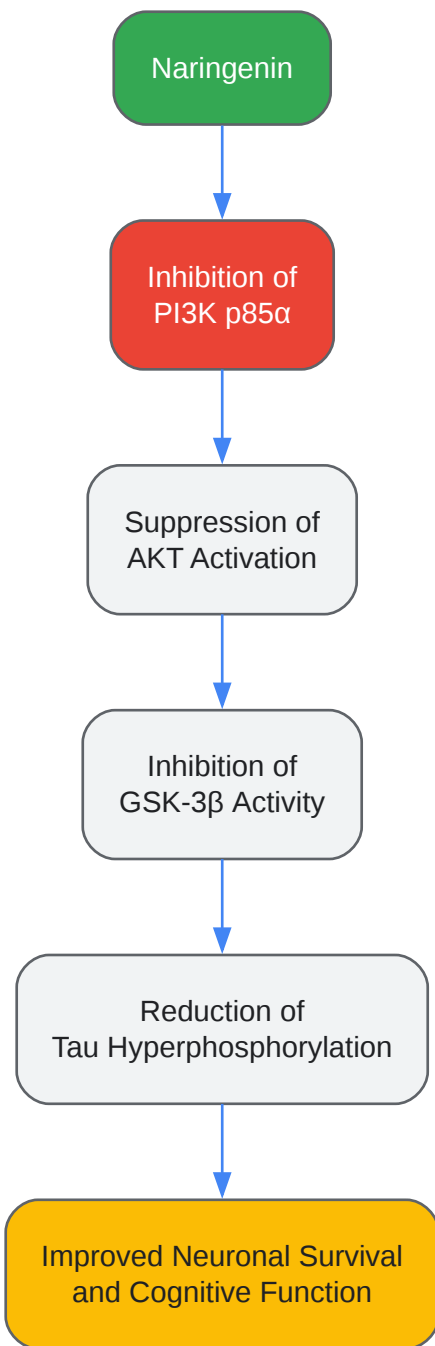 Naringenin
Inhibition of
PI3K p85α
Suppression of
AKT Activation
Inhibition of
GSK-3β Activity
Reduction of
Tau Hyperphosphorylation
Improved Neuronal Survival
and Cognitive Function